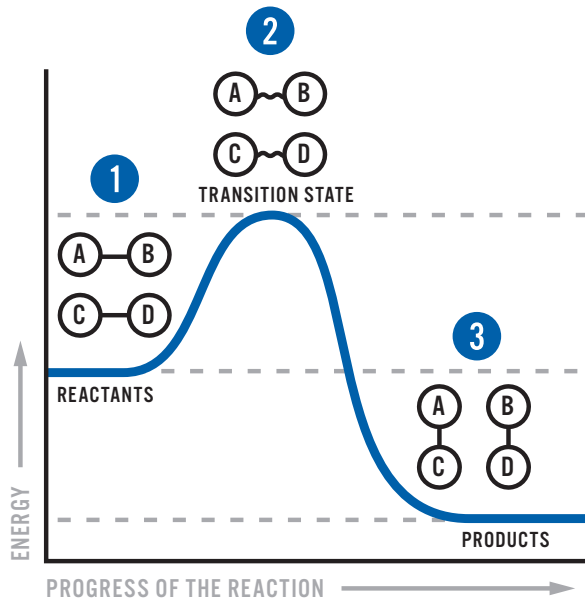 2
A B
C D
TRANSITION STATE
1
A B
C D
REACTANTS
3
A B
C D
PRODUCTS
ENERGY
PROGRESS OF THE REACTION